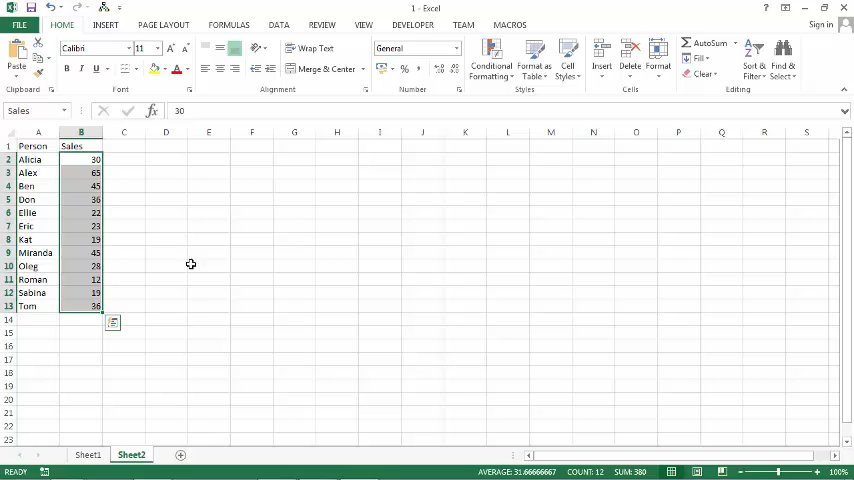 1 - Excel
? 
Sign in
FILE HOME INSERT PAGE LAYOUT FORMULAS DATA REVIEW VIEW DEVELOPER TEAM MACROS
Paste
Calibri 11 A A
B I U A
Wrap Text
Merge & Center
General
% , .0 .00
Conditional Formatting
Format as Table
Cell Styles
Insert Delete Format
AutoSum
Fill
Clear
Sort & Filter
Find & Select
Clipboard Font Alignment Number Styles Cells Editing
Sales fx 30
A B C D E F G H I J K L M N O P Q R S
1 Person Sales
2 Alicia 30
3 Alex 65
4 Ben 45
5 Don 36
6 Ellie 22
7 Eric 23
8 Kat 19
9 Miranda 45
10 Oleg 28
11 Roman 12
12 Sabina 19
13 Tom 36
14
15
16
17
18
19
20
21
22
23
Sheet1 Sheet2
READY AVERAGE: 31.66666667 COUNT: 12 SUM: 380 100%